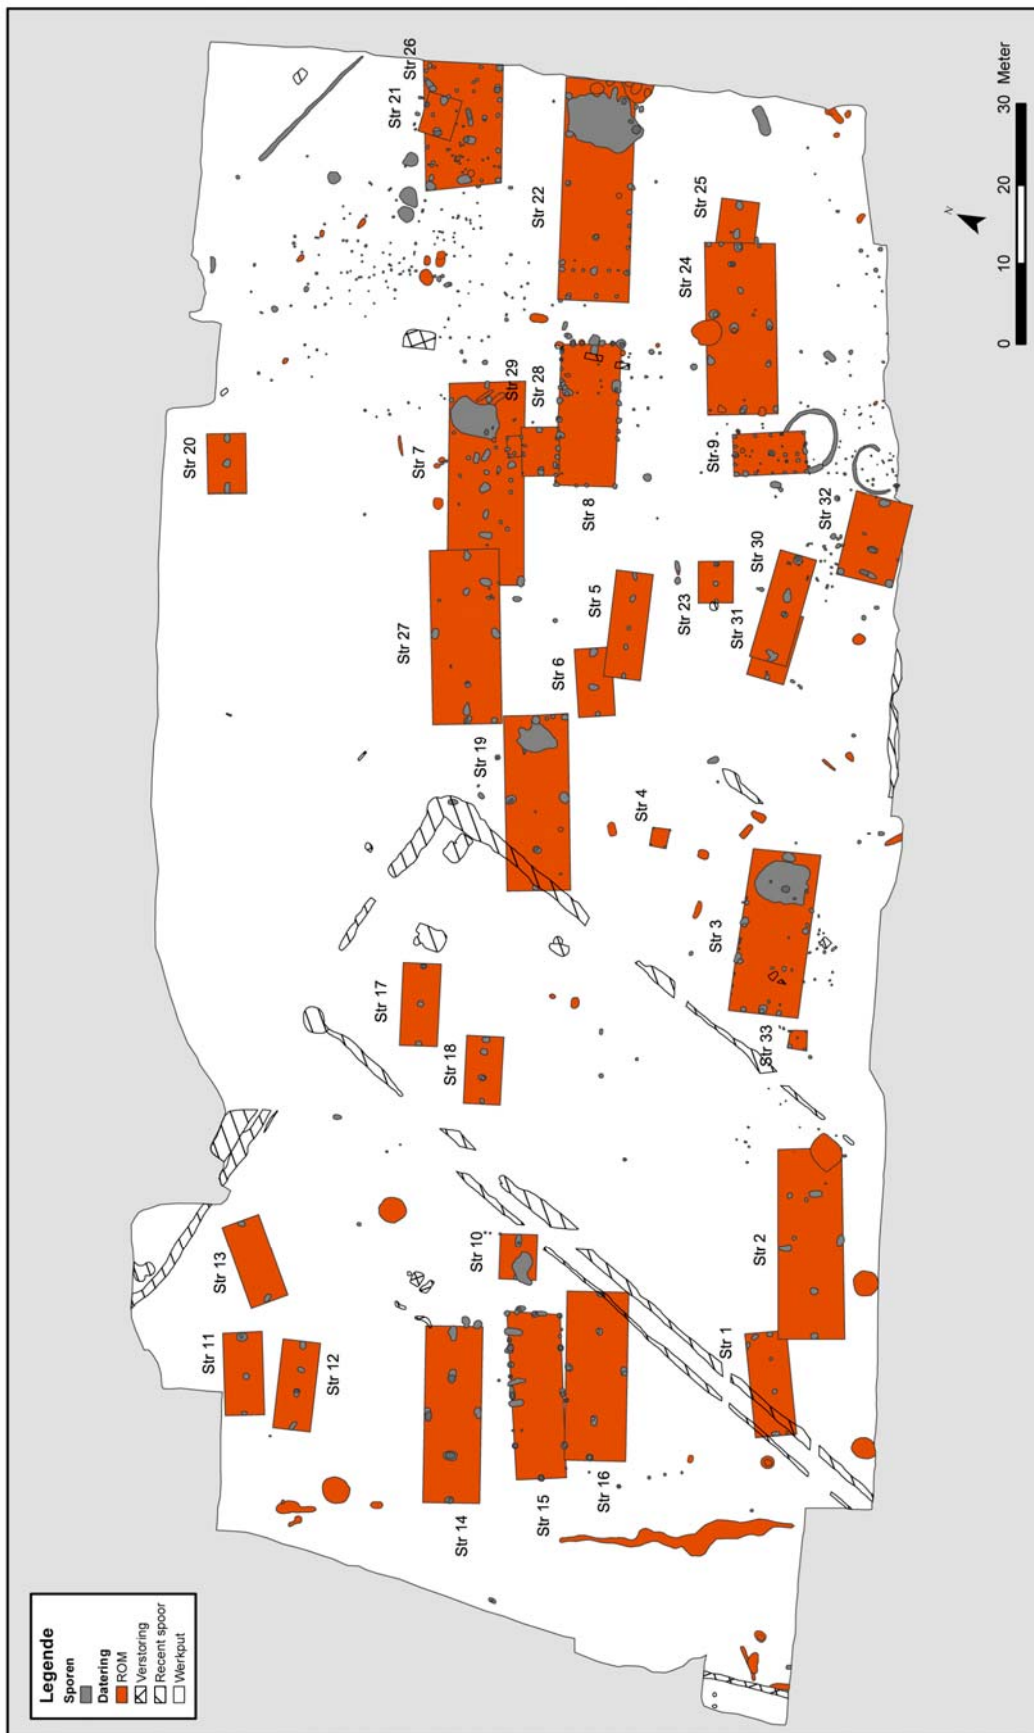 Legende
Sporen
Datering
ROM
Verstoring
Recent spoor
Werkput
Str 26
Str 21
Str 22
Str 25
Str 24
Str 20
Str 7
Str 29
Str 28
Str 8
Str 9
Str 32
Str 27
Str 5
Str 6
Str 23
Str 30
Str 31
Str 19
Str 4
Str 3
Str 33
Str 17
Str 18
Str 13
Str 10
Str 2
Str 1
Str 11
Str 12
Str 14
Str 15
Str 16
N
0 10 20 30 Meter